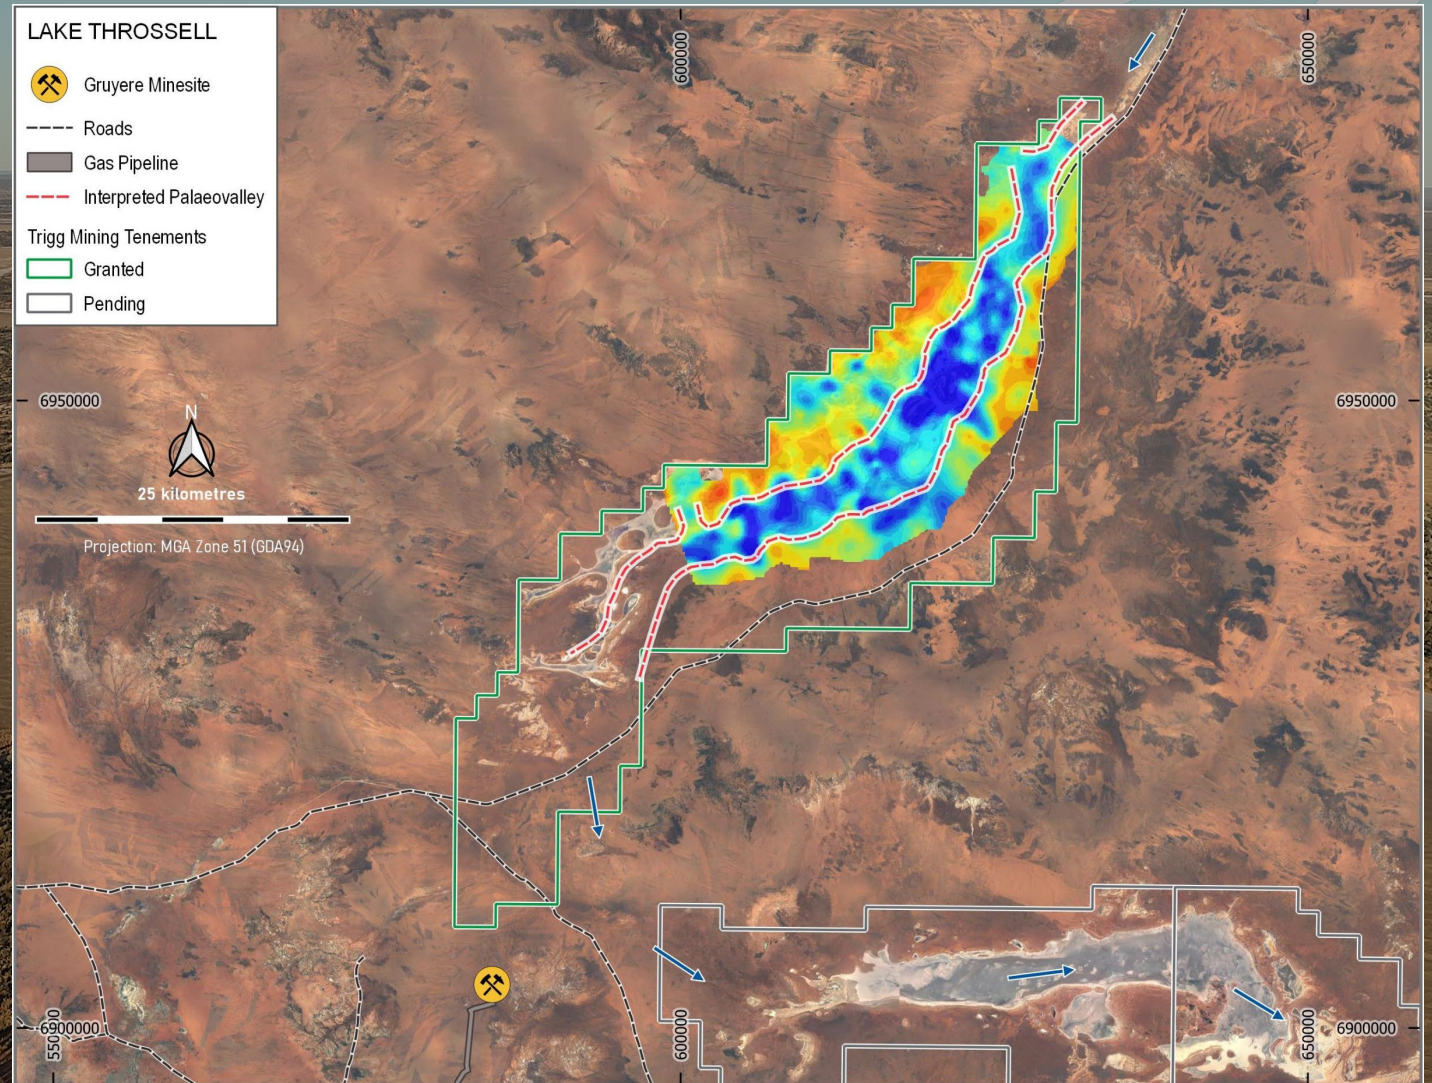 LAKE THROSSELL
Gruyere Minesite
Roads
Gas Pipeline
Interpreted Palaeovalley
Trigg Mining Tenements
Granted
Pending
600000
650000
6950000
6950000
N
25 kilometres
Projection: MGA Zone 51 (GDA94)
550000
6900000
600000
650000
6900000